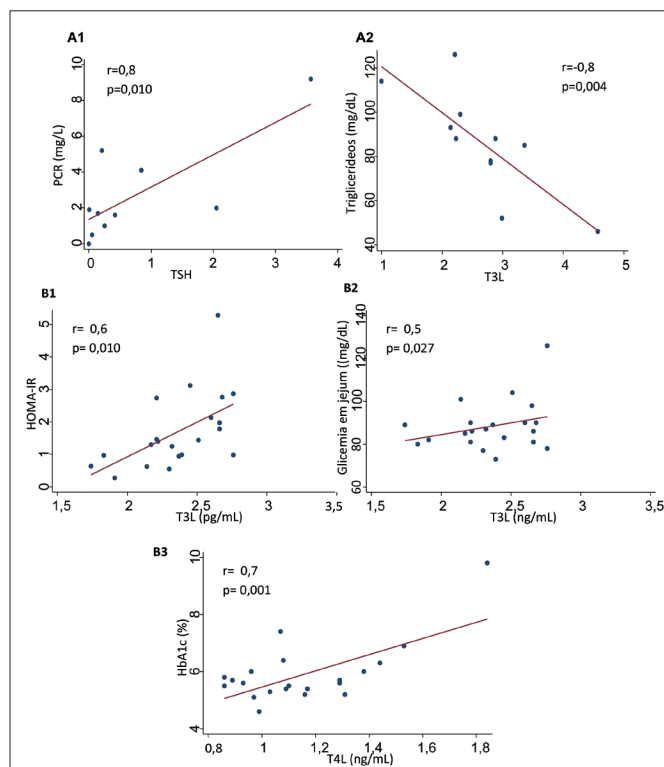 A1
r=0,8
p=0,010
PCR (mg/L)
10
8
6
4
2
0
0
1
2
3
4
TSH
A2
r=-0,8
p=0,004
Triglicerídeos (mg/dL)
120
100
80
60
40
1
2
3
4
5
T3L
B1
r= 0,6
p= 0,010
HOMA-IR
5
4
3
2
1
0
1,5
2
2,5
3
3,5
T3L (pg/mL)
B2
r= 0,5
p= 0,027
Glicemia em jejum ((mg/dL)
140
120
100
80
60
1,5
2
2,5
3
3,5
T3L (ng/mL)
B3
r= 0,7
p= 0,001
HbA1c (%)
10
8
6
4
0,8
1
1,2
1,4
1,6
1,8
T4L (ng/mL)